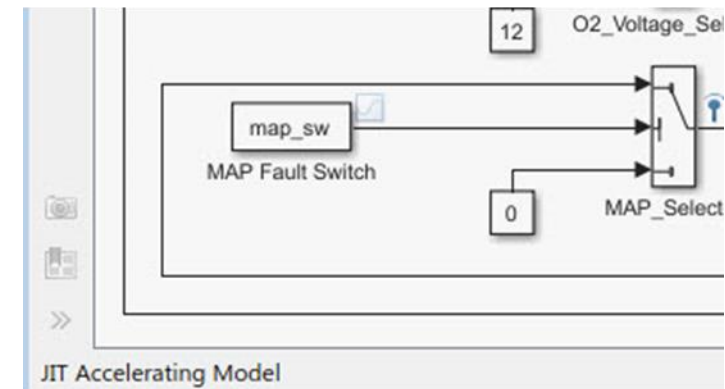 12
O2_Voltage_Sel
map_sw
MAP Fault Switch
0
MAP_Select
JIT Accelerating Model